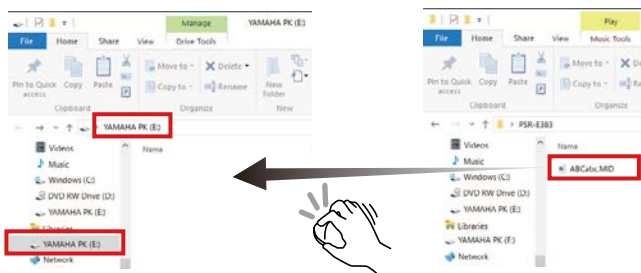 Manage YAMAHA PK (E:)
File Home Share View Drive Tools
Pin to Quick access
Copy
Paste
Move to
Copy to
Delete
Rename
New folder
Clipboard Organize New
YAMAHA PK (E:)
Videos
Music
Windows (C:)
DVD RW Drive (D:)
YAMAHA PK (E:)
Libraries
YAMAHA PK (E:)
Network
Name
Play
File Home Share View Music Tools
Pin to Quick access
Copy
Paste
Move to
Copy to
Clipboard Organize
PSR-E383
Videos
Music
Windows (C:)
DVD RW Drive (D:)
YAMAHA PK (E:)
Libraries
YAMAHA PK (E:)
Network
Name
ABCabc.MID